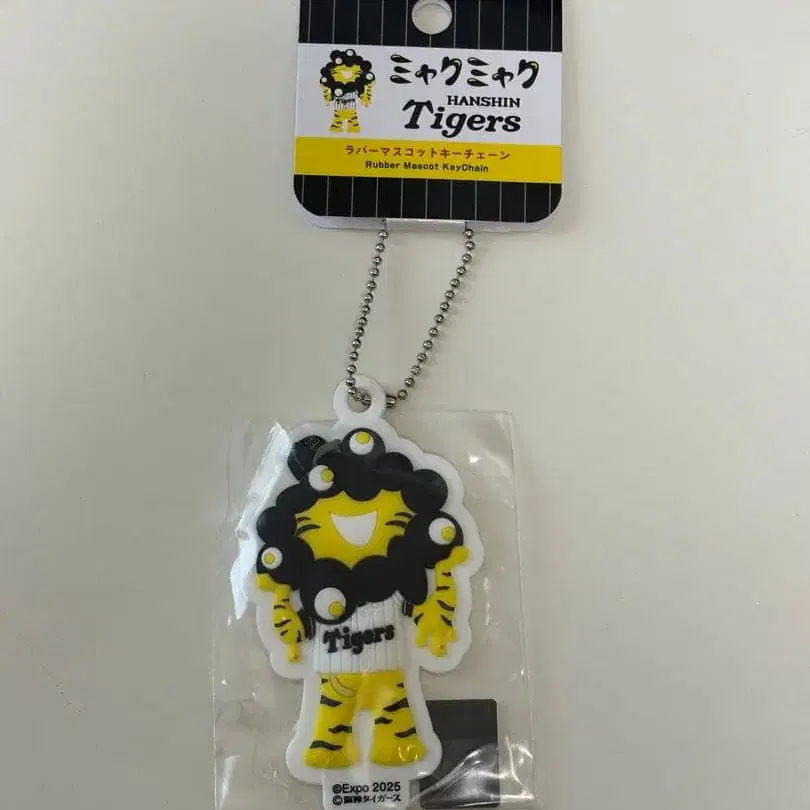 ミャクミャク
HANSHIN
Tigers
ラバーマスコットキーチェーン
Rubber Mascot KeyChain
Tigers
©Expo 2025
©阪神タイガース